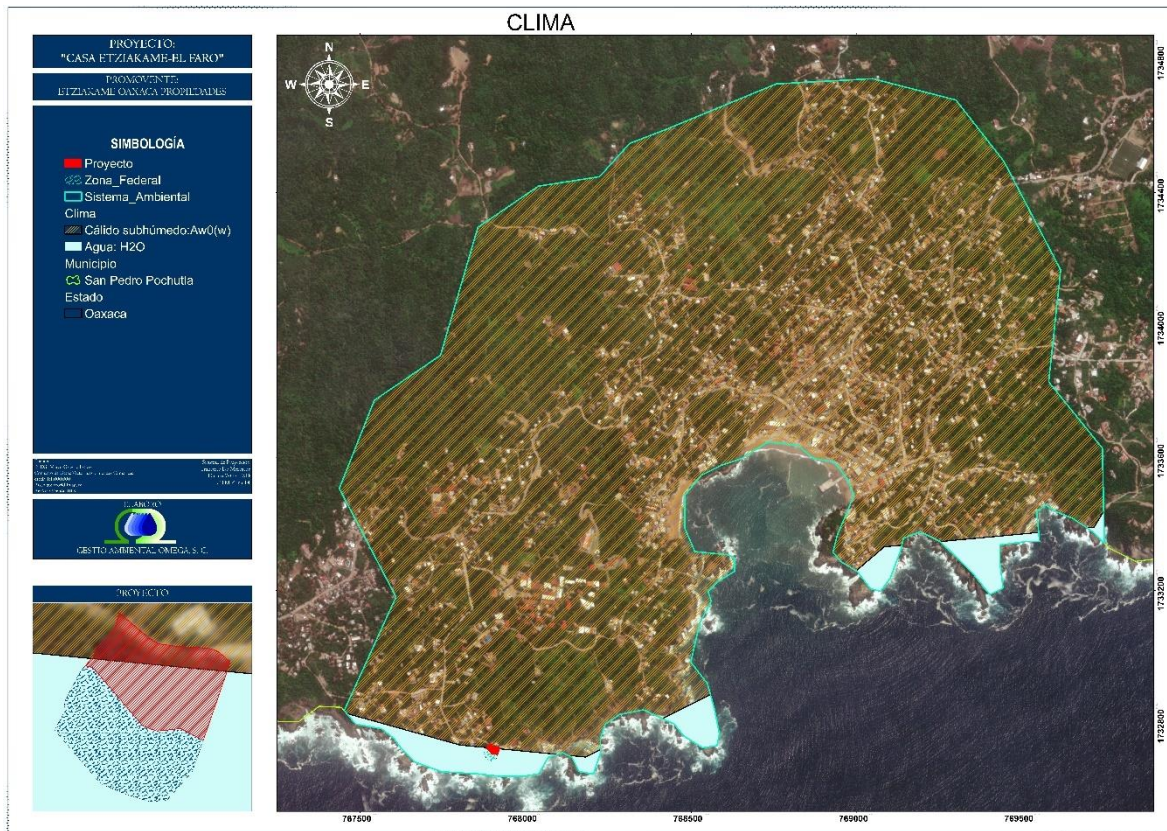 CLIMA
PROYECTO:
"CASA ETZIAKAME-EL FARO"
PROMOVENTE:
ETZIAKAME OAXACA PROPIEDADES
SIMBOLOGÍA
Proyecto
Zona_Federal
Sistema_Ambiental
Clima
Cálido subhúmedo:Aw0(w)
Agua: H2O
Municipio
San Pedro Pochutla
Estado
Oaxaca
ELABORO
GESTIO AMBIENTAL OMEGA, S. C.
PROYECTO
N
W E
S
1734800
1734400
1734000
1733600
1733200
1732800
767500 768000 768500 769000 769500